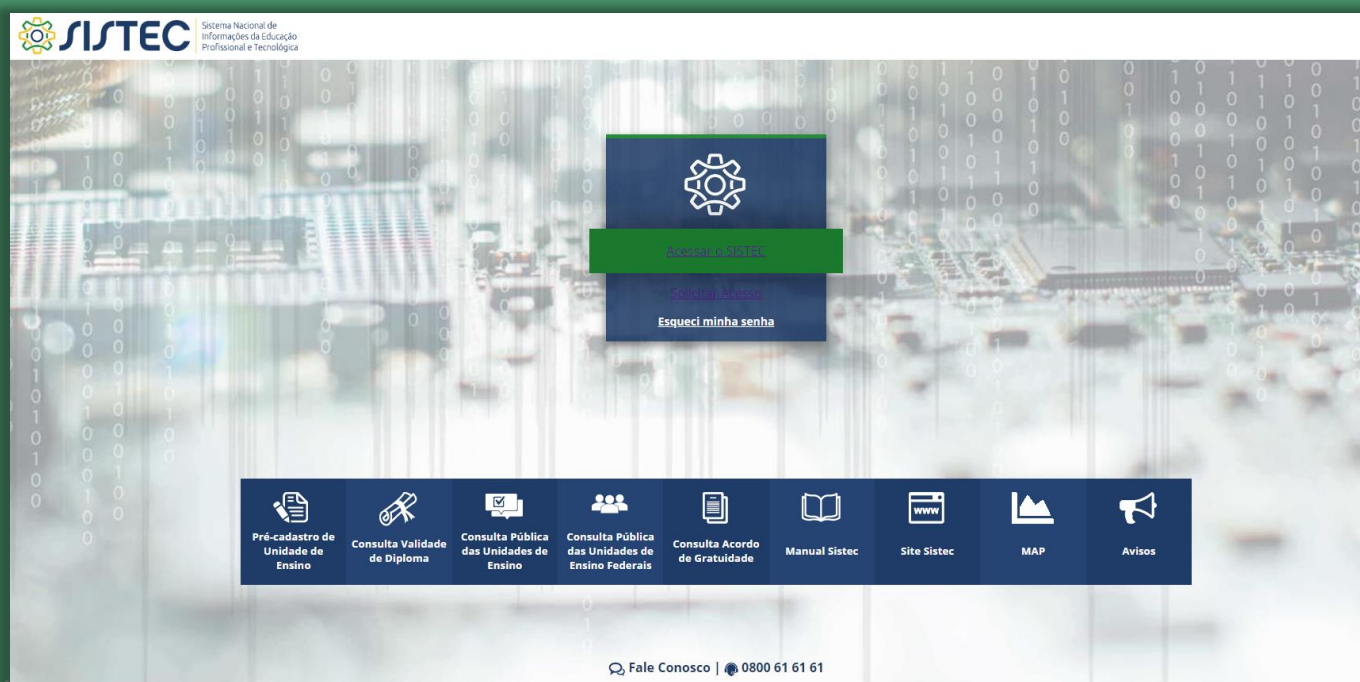 SISTEC
Sistema Nacional de
Informações da Educação
Profissional e Tecnológica
Acessar o SISTEC
Solicitar Acesso
Esqueci minha senha
Pré-cadastro de
Unidade de
Ensino
Consulta Validade
de Diploma
Consulta Pública
das Unidades de
Ensino
Consulta Pública
das Unidades de
Ensino Federais
Consulta Acordo
de Gratuidade
Manual Sistec
www
Site Sistec
MAP
Avisos
Fale Conosco | 0800 61 61 61